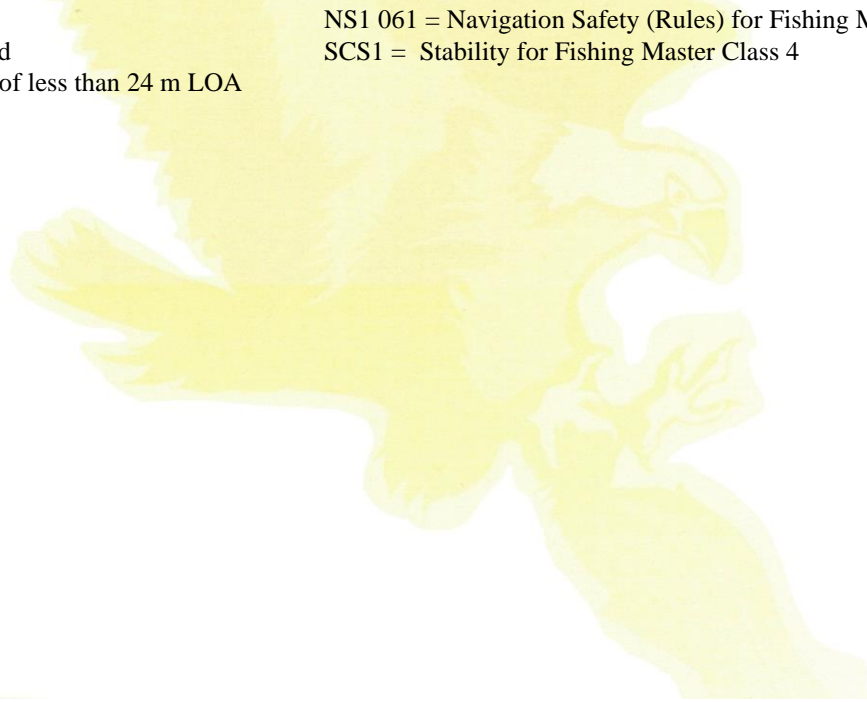 NS1 061 = Navigation Safety (Rules) for Fishing
SCS1 = Stability for Fishing Master Class 4
of less than 24 m LOA